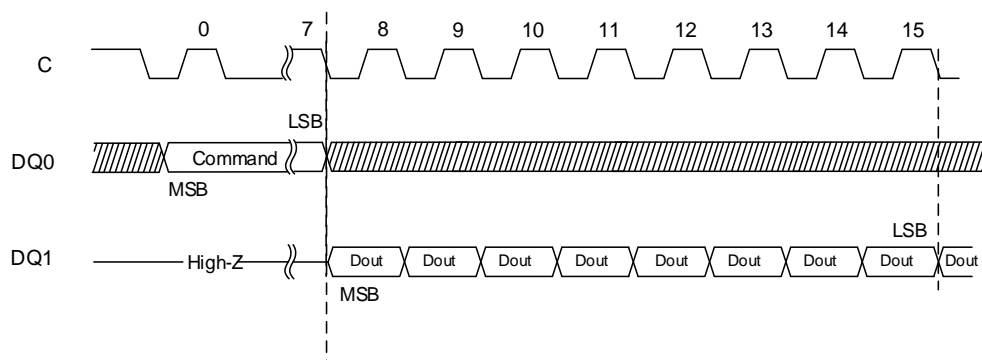 0 7 8 9 10 11 12 13 14 15
C
LSB
DQ0 Command
MSB
LSB
DQ1 High-Z Dout Dout Dout Dout Dout Dout Dout Dout Dout
MSB